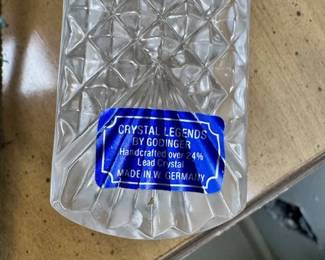 CRYSTAL LEGENDS
BY GODINGER
Handcrafted over 24%
Lead Crystal
MADE IN W. GERMANY